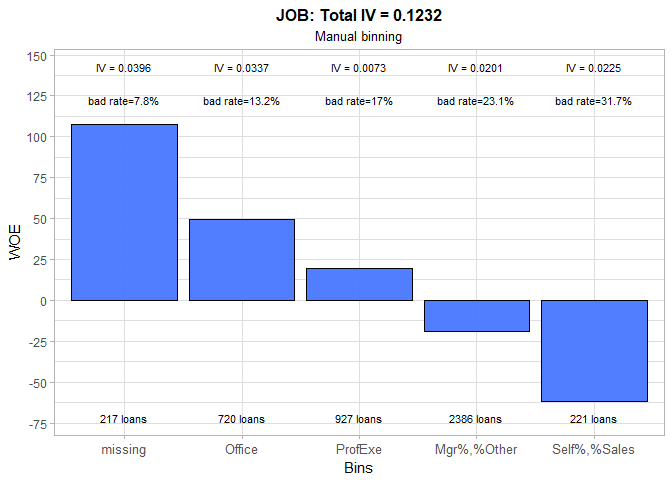 JOB: Total IV = 0.1232
Manual binning
150
IV = 0.0396 IV = 0.0337 IV = 0.0073 IV = 0.0201 IV = 0.0225
125
bad rate=7.8% bad rate=13.2% bad rate=17% bad rate=23.1% bad rate=31.7%
100
75
50
WOE
25
0
-25
-50
-75
217 loans 720 loans 927 loans 2386 loans 221 loans
missing Office ProfExe Mgr%,%Other Self%,%Sales
Bins